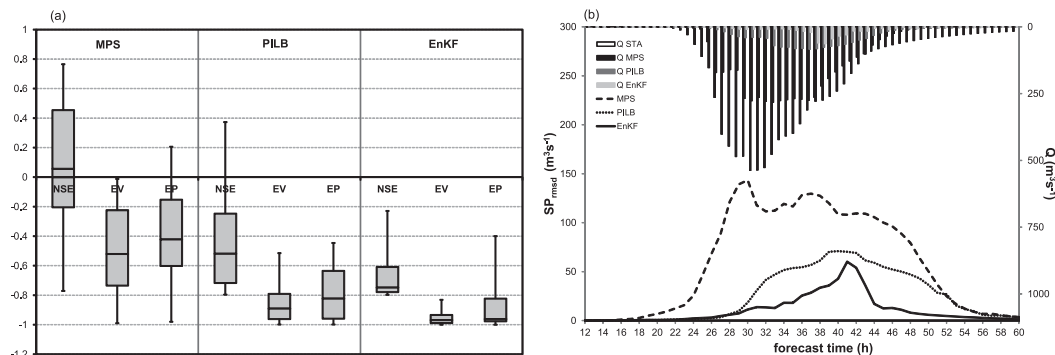 (a)
1
0,8
0,6
0,4
0,2
0
-0,2
-0,4
-0,6
-0,8
-1
-1,2
MPS
PILB
EnKF
NSE
EV
EP
NSE
EV
EP
NSE
EV
EP
(b)
300
250
200
150
100
50
0
SPrmsd (m³s⁻¹)
Q STA
Q MPS
Q PILB
Q EnKF
MPS
PILB
EnKF
0
250
500
750
1000
Q (m³s⁻¹)
12 14 16 18 20 22 24 26 28 30 32 34 36 38 40 42 44 46 48 50 52 54 56 58 60
forecast time (h)